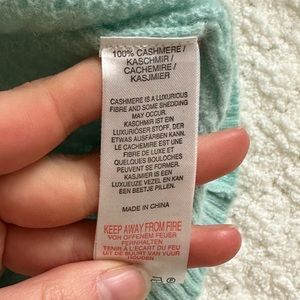 100% CASHMERE /
KASCHMIR /
CACHEMIRE /
KASJMIER
CASHMERE IS A LUXURIOUS
FIBRE AND SOME SHEDDING
MAY OCCUR.
KASCHMIR IST EIN
LUXURIÖSER STOFF, DER
ETWAS AUSFÄRBEN KANN.
LE CACHEMIRE EST UNE
FIBRE DE LUXE ET
QUELQUES BOULOCHES
PEUVENT SE FORMER.
KASJMIER IS EEN
LUXUEUZE VEZEL EN KAN
EEN BEETJE PILLEN.
MADE IN CHINA
KEEP AWAY FROM FIRE
VON OFFENEM FEUER
FERNHALTEN
TENIR À L'ÉCART DU FEU
UIT DE BUURT VAN VUUR
HOUDEN